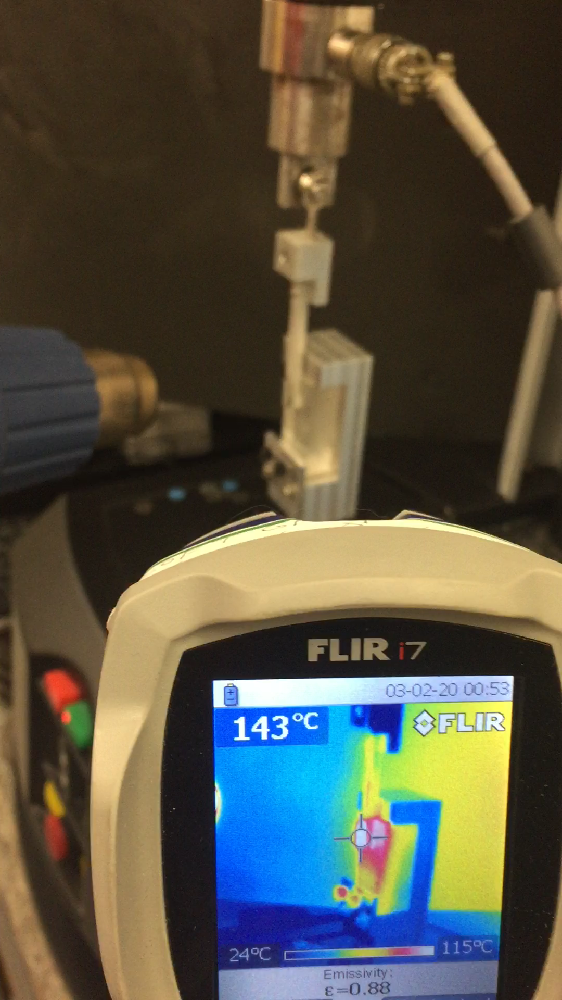 FLIR i7
03-02-20 00:53
143°C
FLIR
24°C
115°C
Emissivity:
ε=0.88